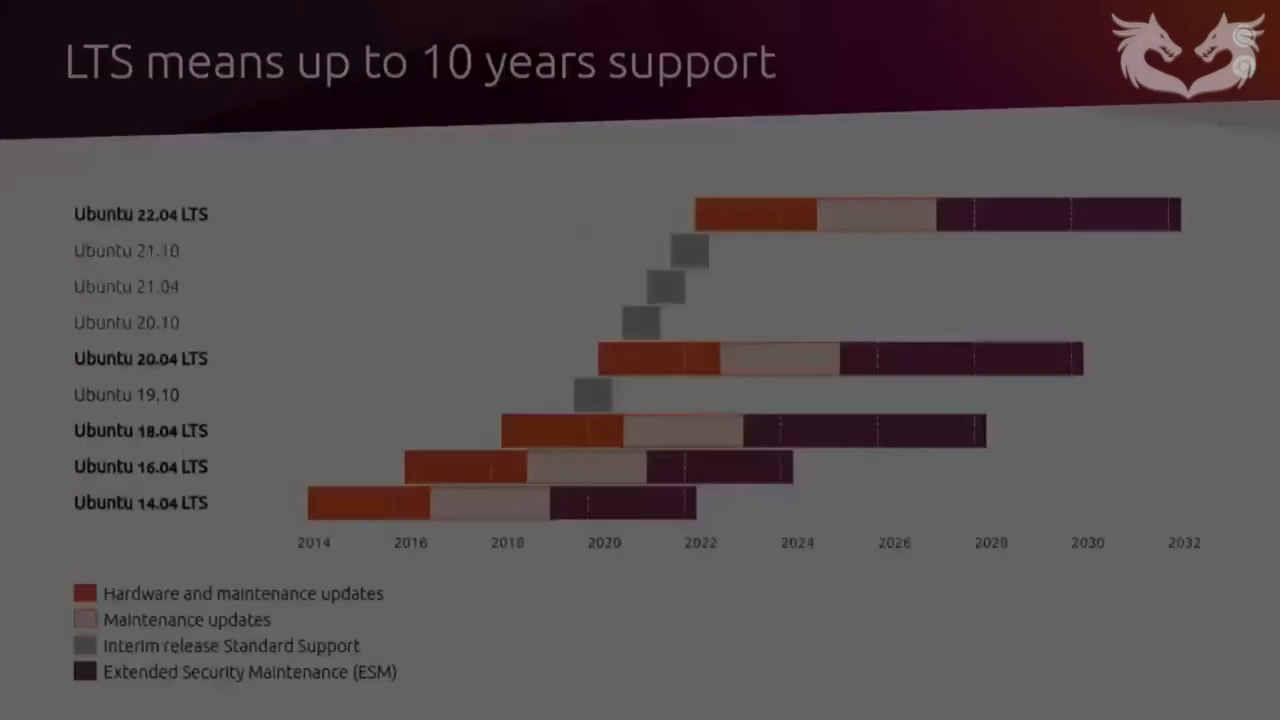 LTS means up to 10 years support
Ubuntu 22.04 LTS
Ubuntu 21.10
Ubuntu 21.04
Ubuntu 20.10
Ubuntu 20.04 LTS
Ubuntu 19.10
Ubuntu 18.04 LTS
Ubuntu 16.04 LTS
Ubuntu 14.04 LTS
2014 2016 2018 2020 2022 2024 2026 2028 2030 2032
Hardware and maintenance updates
Maintenance updates
Interim release Standard Support
Extended Security Maintenance (ESM)